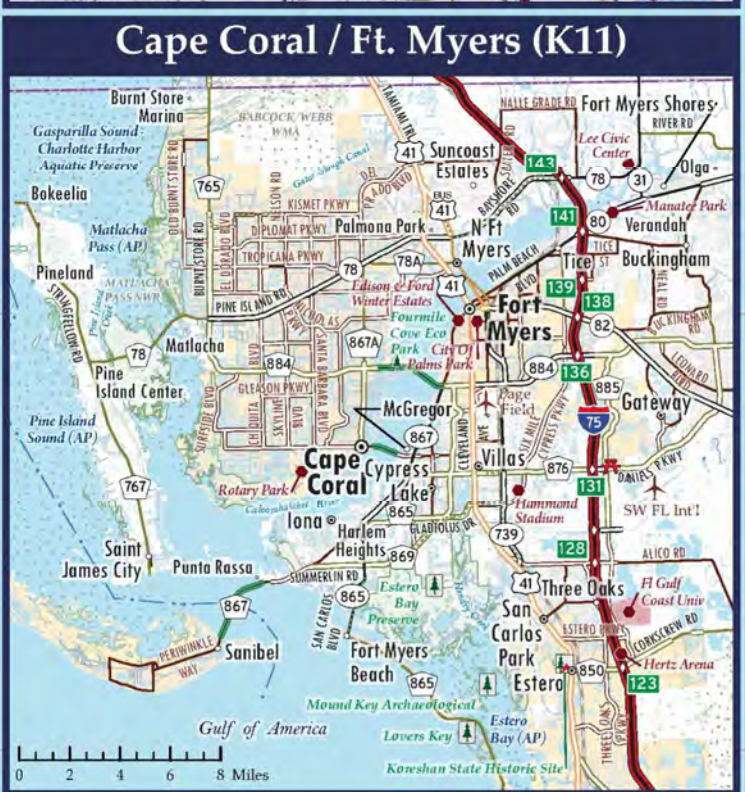 Cape Coral / Ft. Myers (K11)
Burnt Store
Marina
BABCOCK/WEBB
WMA
TAMIAMI TRL
NALLE GRADE RD
Fort Myers Shores
RIVER RD
Gasparilla Sound
Charlotte Harbor
Aquatic Preserve
OLD BURNT STORE RD
765
Gator Slough Canal
41
Suncoast
Estates
143
Lee Civic
Center
78
31
Olga
Bokeelia
NELSON RD
KISMET PKWY
DEL
PRADO BLVD
BUS
41
BAYSHORE
RD
141
Manatee Park
Matlacha
Pass (AP)
BURNT STORE RD
EL DORADO BLVD
DIPLOMAT PKWY
Palmona Park
N Ft
Myers
80
Verandah
Pineland
TROPICANA PKWY
78
78A
PALM BEACH
BLVD
Tice
TICE
ST
Buckingham
MATLACHA
PASS NWR
Edison & Ford
Winter Estates
41
139
138
NEAL RD
STRINGFELLOW RD
PINE ISLAND RD
Fort
Myers
82
BUCKINGHAM
RD
Fourmile
Cove Eco
Park
City Of
Palms Park
NICHOLAS
PKWY
867A
78
Matlacha
884
SANTA BARBARA BLVD
884
136
LEONARD
BLVD
Pine
Island Center
GLEASON PKWY
885
Page
Field
Gateway
Pine Island
Sound (AP)
SURFSIDE BLVD
CHIQUITA BLVD
SKYLINE
BLVD
McGregor
867
CLEVELAND
AVE
SIX MILE
CYPRESS PKWY
75
Cape
Coral
Cypress
Lake
Villas
876
DANIELS PKWY
Rotary Park
Caloosahatchee River
131
767
Iona
865
Hammond
Stadium
SW FL Int'l
Harlem
Heights
GLADIOLUS DR
739
Saint
James City
869
128
ALICO RD
Punta Rassa
SUMMERLIN RD
Hendry Creek
41
Three Oaks
867
865
Estero
Bay
Preserve
San
Carlos
Park
Fl Gulf
Coast Univ
SAN CARLOS
BLVD
ESTERO PKWY
CORKSCREW RD
PERIWINKLE
WAY
Sanibel
Fort Myers
Beach
Hertz Arena
865
Estero
850
123
Mound Key Archaeological
Gulf of America
Lovers Key
Estero
Bay (AP)
THREE OAKS
PKWY
Koreshan State Historic Site
0 2 4 6 8 Miles